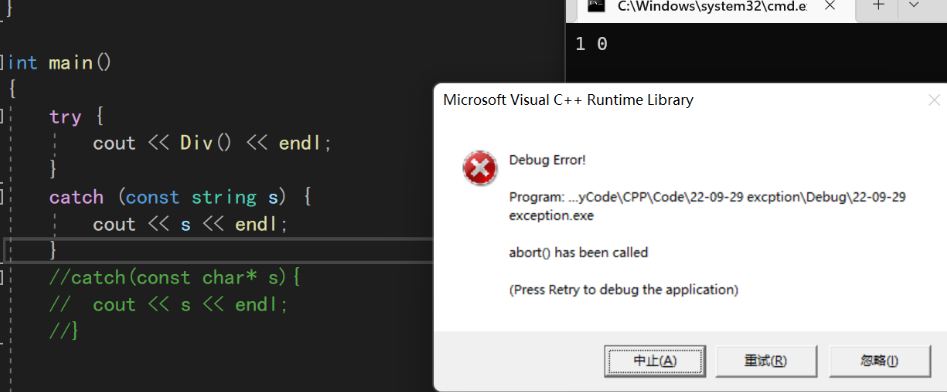 }
int main()
{
try {
cout << Div() << endl;
}
catch (const string s) {
cout << s << endl;
}
//catch(const char* s){
//  cout << s << endl;
//}
C:\Windows\system32\cmd.e
1 0
Microsoft Visual C++ Runtime Library
Debug Error!
Program: ...yCode\CPP\Code\22-09-29 excption\Debug\22-09-29
exception.exe
abort() has been called
(Press Retry to debug the application)
中止(A)
重试(R)
忽略(I)